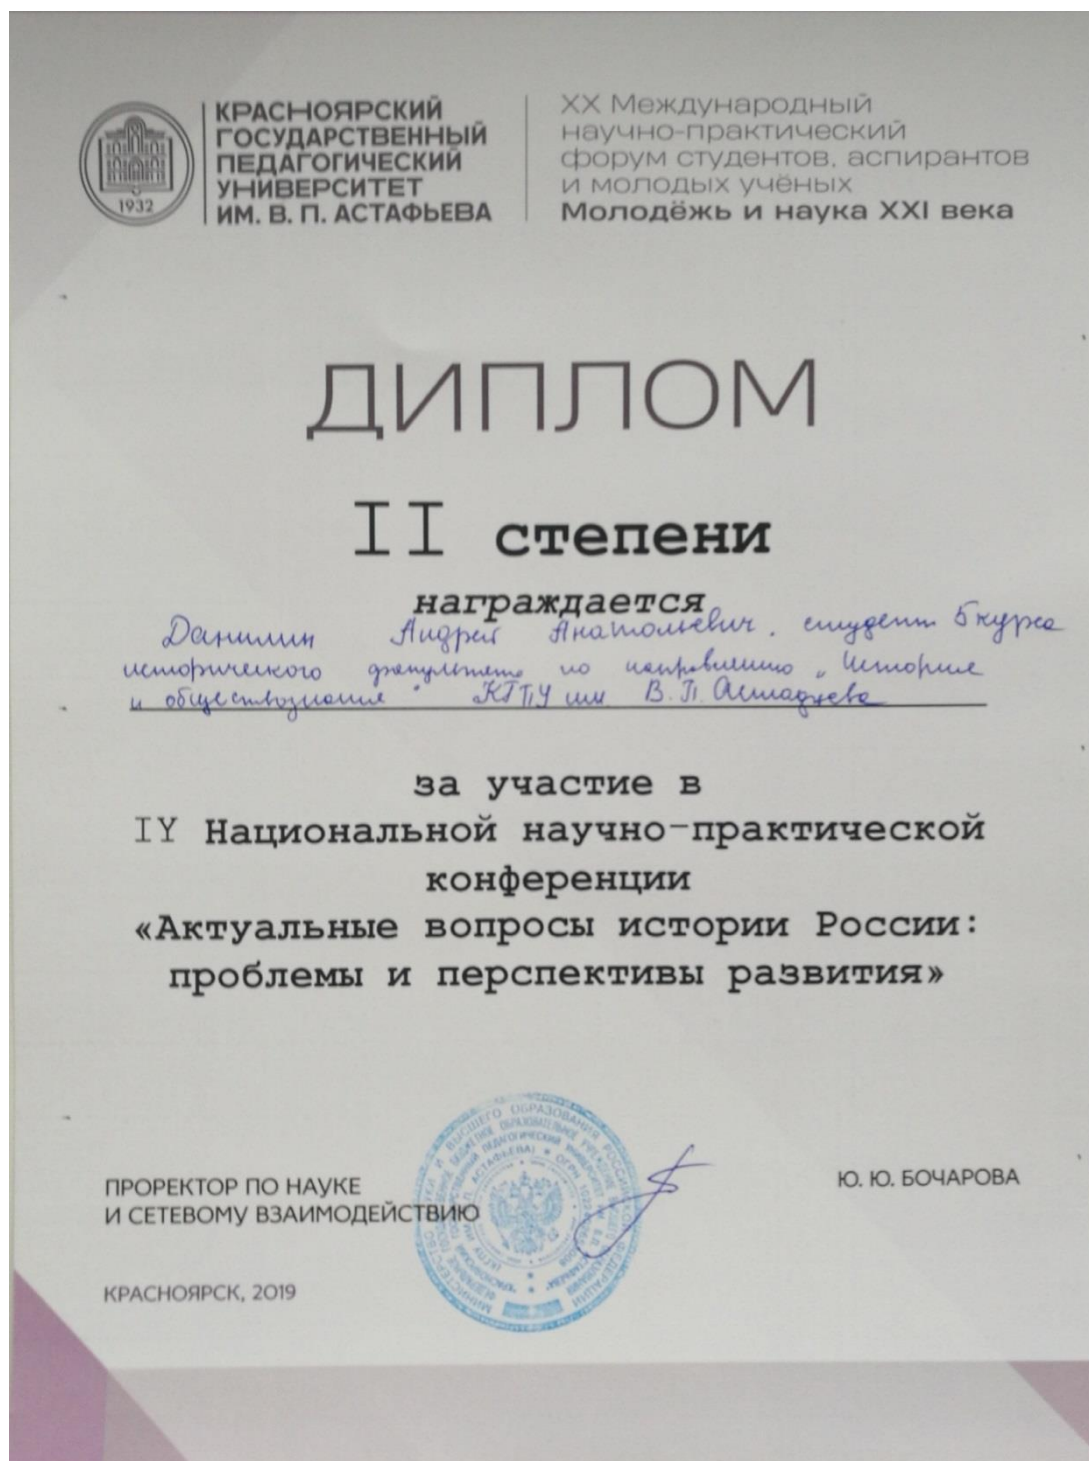 КРАСНОЯРСКИЙ
ГОСУДАРСТВЕННЫЙ
ПЕДАГОГИЧЕСКИЙ
УНИВЕРСИТЕТ
ИМ. В. П. АСТАФЬЕВА
1932
XX Международный
научно-практический
форум студентов, аспирантов
и молодых учёных
Молодёжь и наука XXI века
ДИПЛОМ
II степени
награждается
Данилин Андрей Анатольевич, студент 5 курса
исторического факультета по направлению „История
и обществознание" КГПУ им В.П. Астафьева
за участие в
IY Национальной научно-практической
конференции
«Актуальные вопросы истории России:
проблемы и перспективы развития»
ПРОРЕКТОР ПО НАУКЕ
И СЕТЕВОМУ ВЗАИМОДЕЙСТВИЮ
Ю. Ю. БОЧАРОВА
КРАСНОЯРСК, 2019